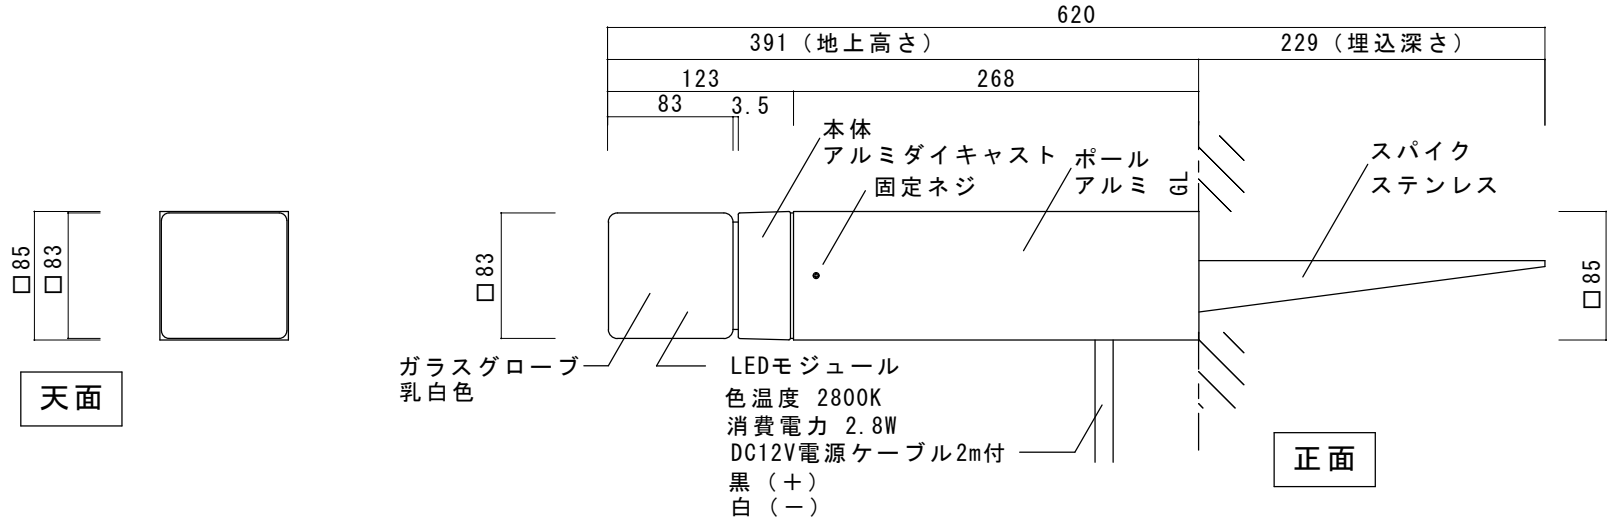 620
391（地上高さ）
229（埋込深さ）
123
268
83
3.5
本体
アルミダイキャスト
固定ネジ
ポール
アルミ
GL
スパイク
ステンレス
□85
□83
□83
□85
ガラスグローブ
乳白色
LEDモジュール
色温度 2800K
消費電力 2.8W
DC12V電源ケーブル2m付
黒（＋）
白（－）
天面
正面